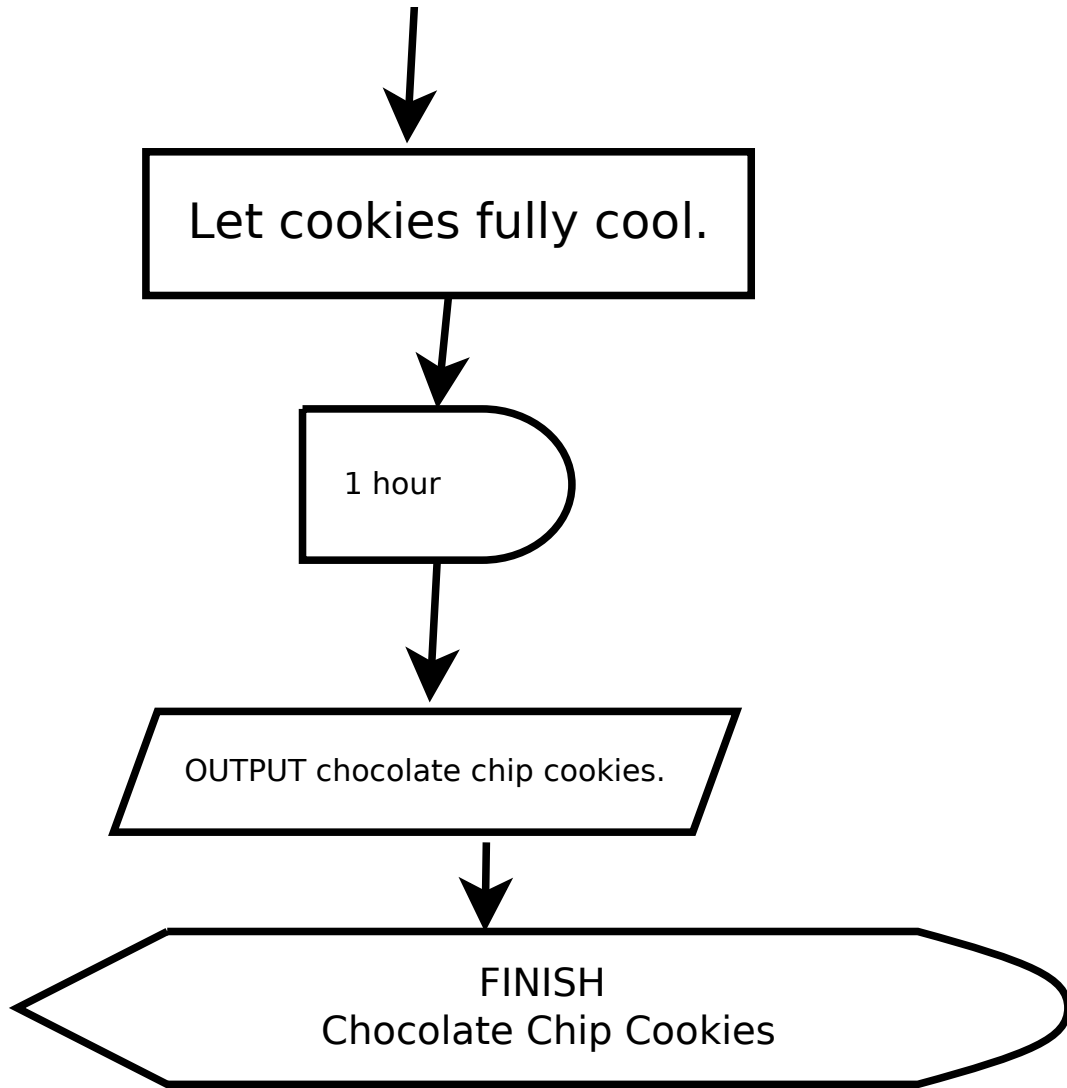 Let cookies fully cool.
1 hour
OUTPUT chocolate chip cookies.
FINISH
Chocolate Chip Cookies